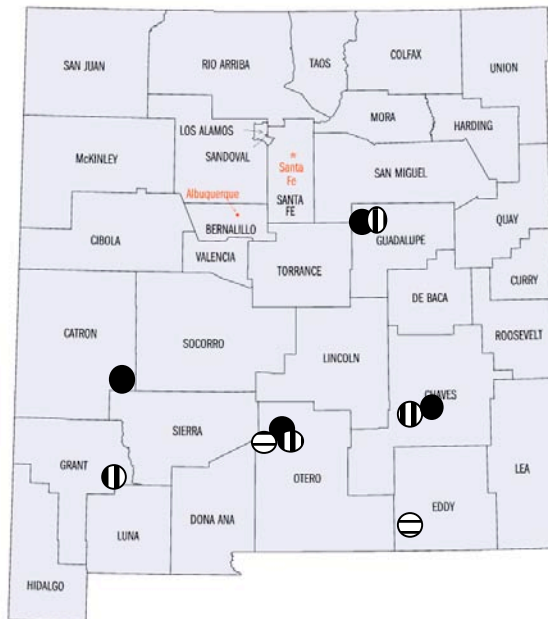 SAN JUAN
RIO ARRIBA
TAOS
COLFAX
UNION
LOS ALAMOS
MORA
HARDING
McKINLEY
SANDOVAL
Santa
Fe
SAN MIGUEL
Albuquerque
SANTA
FE
QUAY
CIBOLA
BERNALILLO
GUADALUPE
VALENCIA
TORRANCE
CURRY
DE BACA
CATRON
SOCORRO
LINCOLN
ROOSEVELT
CHAVES
SIERRA
GRANT
OTERO
LEA
EDDY
LUNA
DONA ANA
HIDALGO